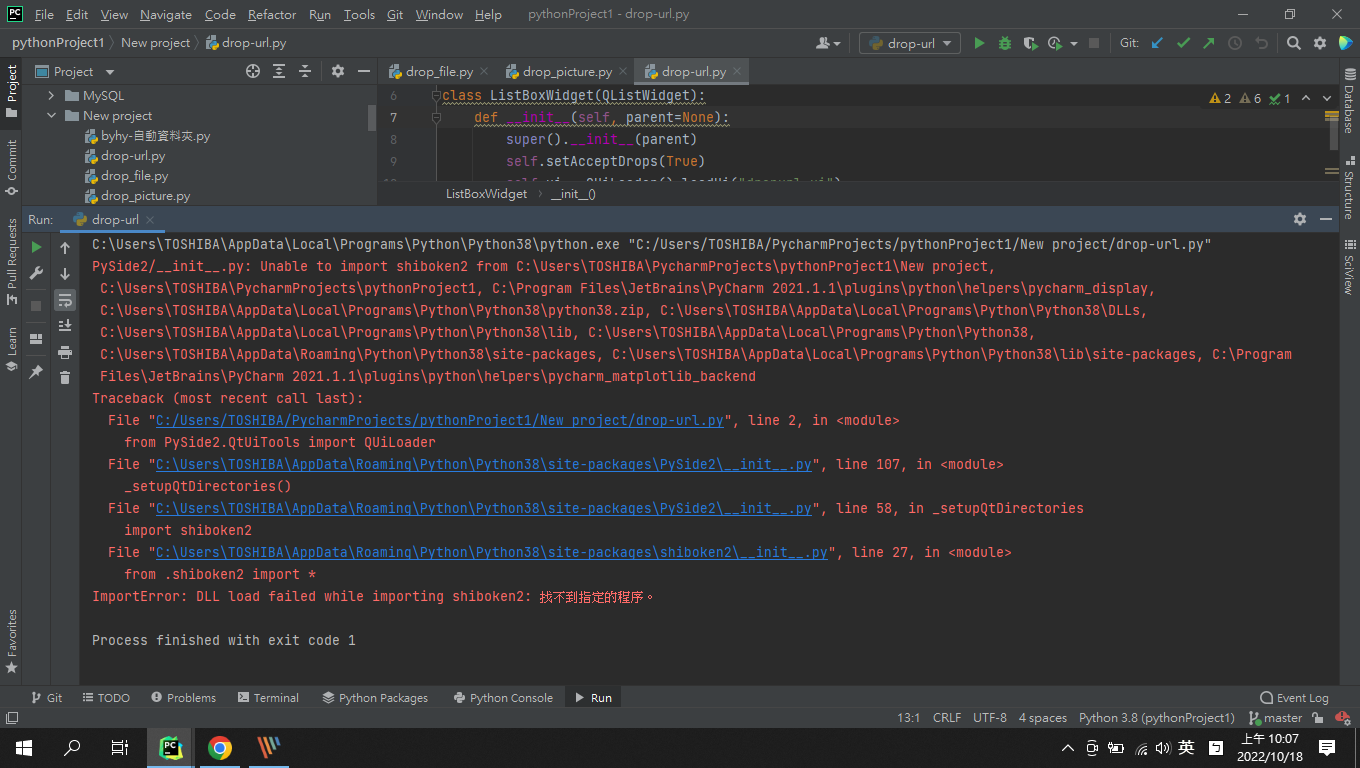 PC File Edit View Navigate Code Refactor Run Tools Git Window Help pythonProject1 - drop-url.py
pythonProject1 New project drop-url.py drop-url Git:
Project drop_file.py drop_picture.py drop-url.py
MySQL
New project
byhy-自動資料夾.py
drop-url.py
drop_file.py
drop_picture.py
6 class ListBoxWidget(QListWidget):
7 def __init__(self, parent=None):
8 super().__init__(parent)
9 self.setAcceptDrops(True)
2 6 1
ListBoxWidget __init__()
Project
Commit
Pull Requests
Learn
Favorites
Database
Structure
SciView
Run: drop-url
C:\Users\TOSHIBA\AppData\Local\Programs\Python\Python38\python.exe "C:/Users/TOSHIBA/PycharmProjects/pythonProject1/New project/drop-url.py"
PySide2/__init__.py: Unable to import shiboken2 from C:\Users\TOSHIBA\PycharmProjects\pythonProject1\New project,
C:\Users\TOSHIBA\PycharmProjects\pythonProject1, C:\Program Files\JetBrains\PyCharm 2021.1.1\plugins\python\helpers\pycharm_display,
C:\Users\TOSHIBA\AppData\Local\Programs\Python\Python38\python38.zip, C:\Users\TOSHIBA\AppData\Local\Programs\Python\Python38\DLLs,
C:\Users\TOSHIBA\AppData\Local\Programs\Python\Python38\lib, C:\Users\TOSHIBA\AppData\Local\Programs\Python\Python38,
C:\Users\TOSHIBA\AppData\Roaming\Python\Python38\site-packages, C:\Users\TOSHIBA\AppData\Local\Programs\Python\Python38\lib\site-packages, C:\Program
Files\JetBrains\PyCharm 2021.1.1\plugins\python\helpers\pycharm_matplotlib_backend
Traceback (most recent call last):
File "C:/Users/TOSHIBA/PycharmProjects/pythonProject1/New project/drop-url.py", line 2, in <module>
from PySide2.QtUiTools import QUiLoader
File "C:\Users\TOSHIBA\AppData\Roaming\Python\Python38\site-packages\PySide2\__init__.py", line 107, in <module>
_setupQtDirectories()
File "C:\Users\TOSHIBA\AppData\Roaming\Python\Python38\site-packages\PySide2\__init__.py", line 58, in _setupQtDirectories
import shiboken2
File "C:\Users\TOSHIBA\AppData\Roaming\Python\Python38\site-packages\shiboken2\__init__.py", line 27, in <module>
from .shiboken2 import *
ImportError: DLL load failed while importing shiboken2: 找不到指定的程序。
Process finished with exit code 1
Git TODO Problems Terminal Python Packages Python Console Run Event Log
13:1 CRLF UTF-8 4 spaces Python 3.8 (pythonProject1) master
PC 英 ㄅ 上午 10:07
2022/10/18